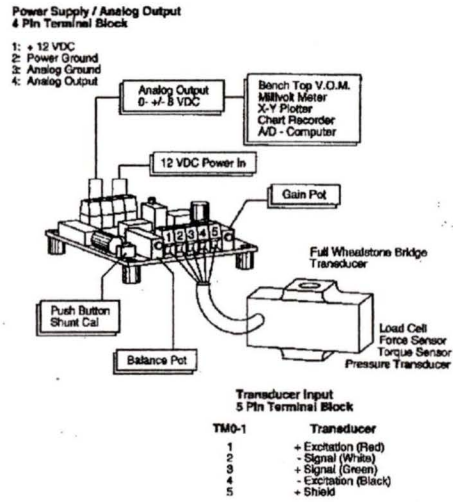 Power Supply / Analog Output
4 Pin Terminal Block
1: + 12 VDC
2: Power Ground
3: Analog Ground
4: Analog Output
Analog Output
0- +/- 8 VDC
Bench Top V.O.M.
Millivolt Meter
X-Y Plotter
Chart Recorder
A/D - Computer
12 VDC Power In
Gain Pot
1 2 3 4 5
Full Wheatstone Bridge
Transducer
Push Button
Shunt Cal
Balance Pot
Load Cell
Force Sensor
Torque Sensor
Pressure Transducer
Transducer Input
5 Pin Terminal Block
TM0-1 Transducer
1 + Excitation (Red)
2 - Signal (White)
3 + Signal (Green)
4 - Excitation (Black)
5 + Shield